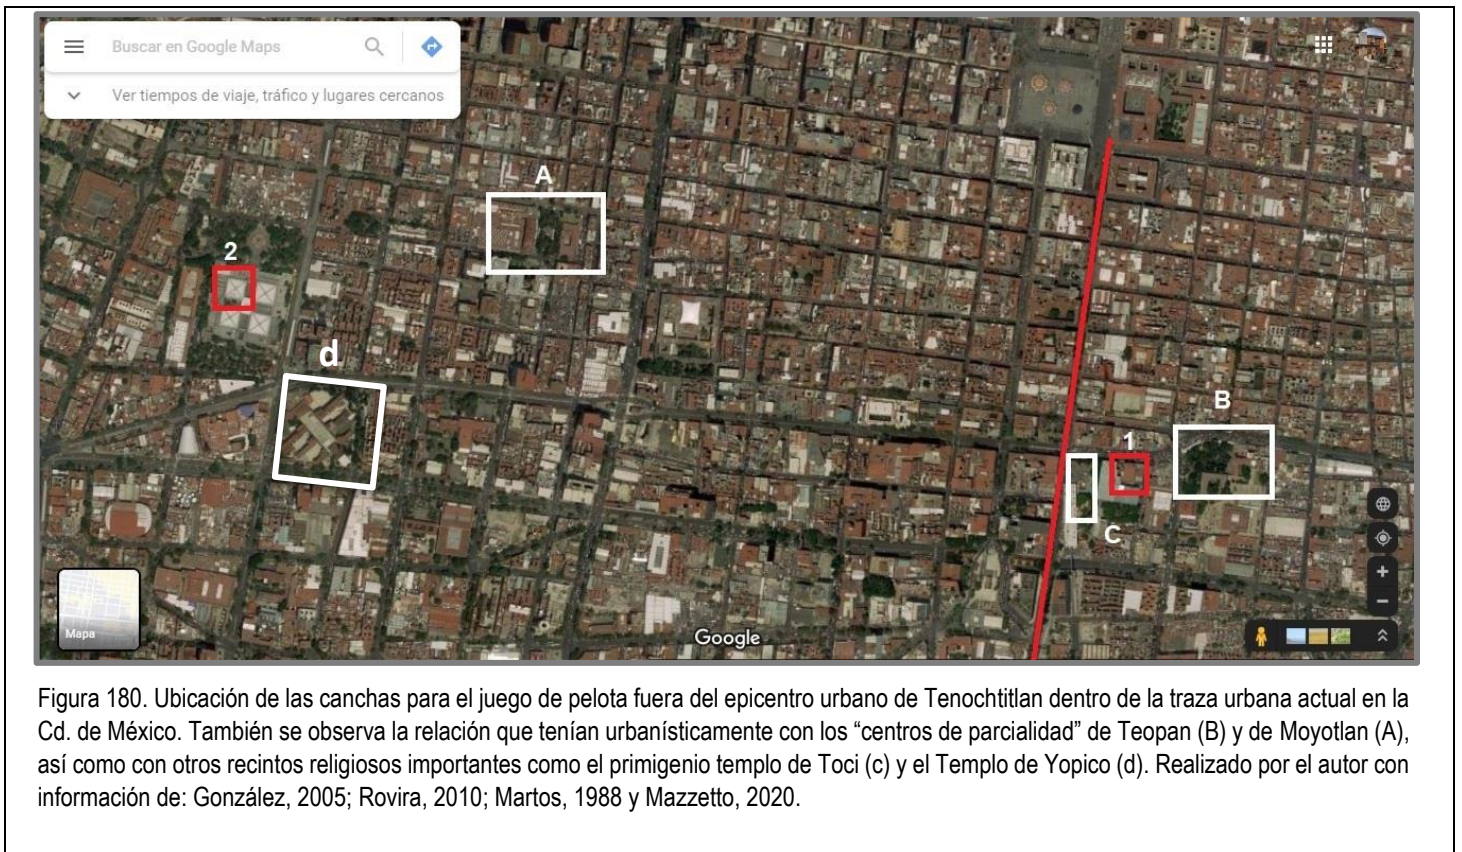 Buscar en Google Maps
Ver tiempos de viaje, tráfico y lugares cercanos
A
2
d
B
1
C
Mapa
Google
Figura 180. Ubicación de las canchas para el juego de pelota fuera del epicentro urbano de Tenochtitlan dentro de la traza urbana actual en la
Cd. de México. También se observa la relación que tenían urbanísticamente con los “centros de parcialidad” de Teopan (B) y de Moyotlan (A),
así como con otros recintos religiosos importantes como el primigenio templo de Toci (c) y el Templo de Yopico (d). Realizado por el autor con
información de: González, 2005; Rovira, 2010; Martos, 1988 y Mazzetto, 2020.